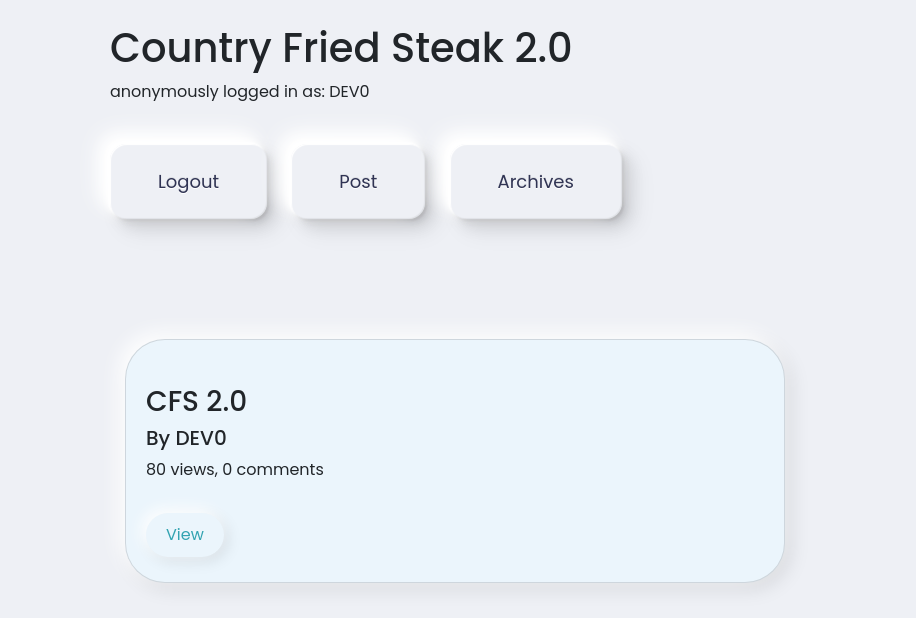 Country Fried Steak 2.0
anonymously logged in as: DEV0
Logout Post Archives
CFS 2.0
By DEV0
80 views, 0 comments
View